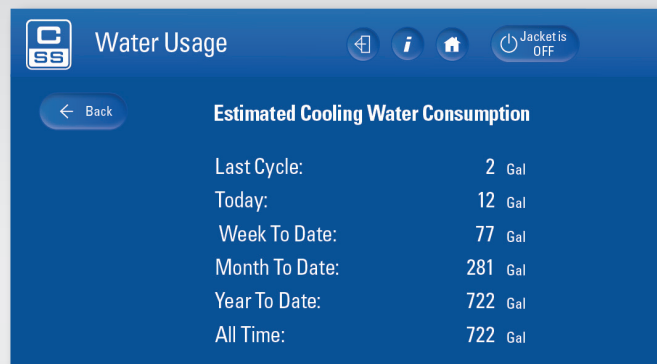 C
SS
Water Usage
i
Jacket is
OFF
Back
Estimated Cooling Water Consumption
Last Cycle: 2 Gal
Today: 12 Gal
Week To Date: 77 Gal
Month To Date: 281 Gal
Year To Date: 722 Gal
All Time: 722 Gal